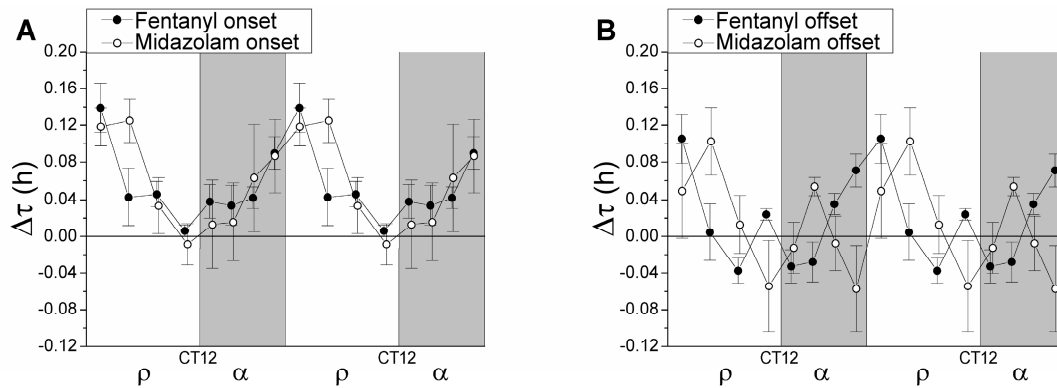 A
Fentanyl onset
Midazolam onset
0.20
0.16
0.12
0.08
0.04
0.00
-0.04
-0.08
-0.12
Δτ (h)
CT12
CT12
ρ
α
ρ
α
B
Fentanyl offset
Midazolam offset
0.20
0.16
0.12
0.08
0.04
0.00
-0.04
-0.08
-0.12
Δτ (h)
CT12
CT12
ρ
α
ρ
α